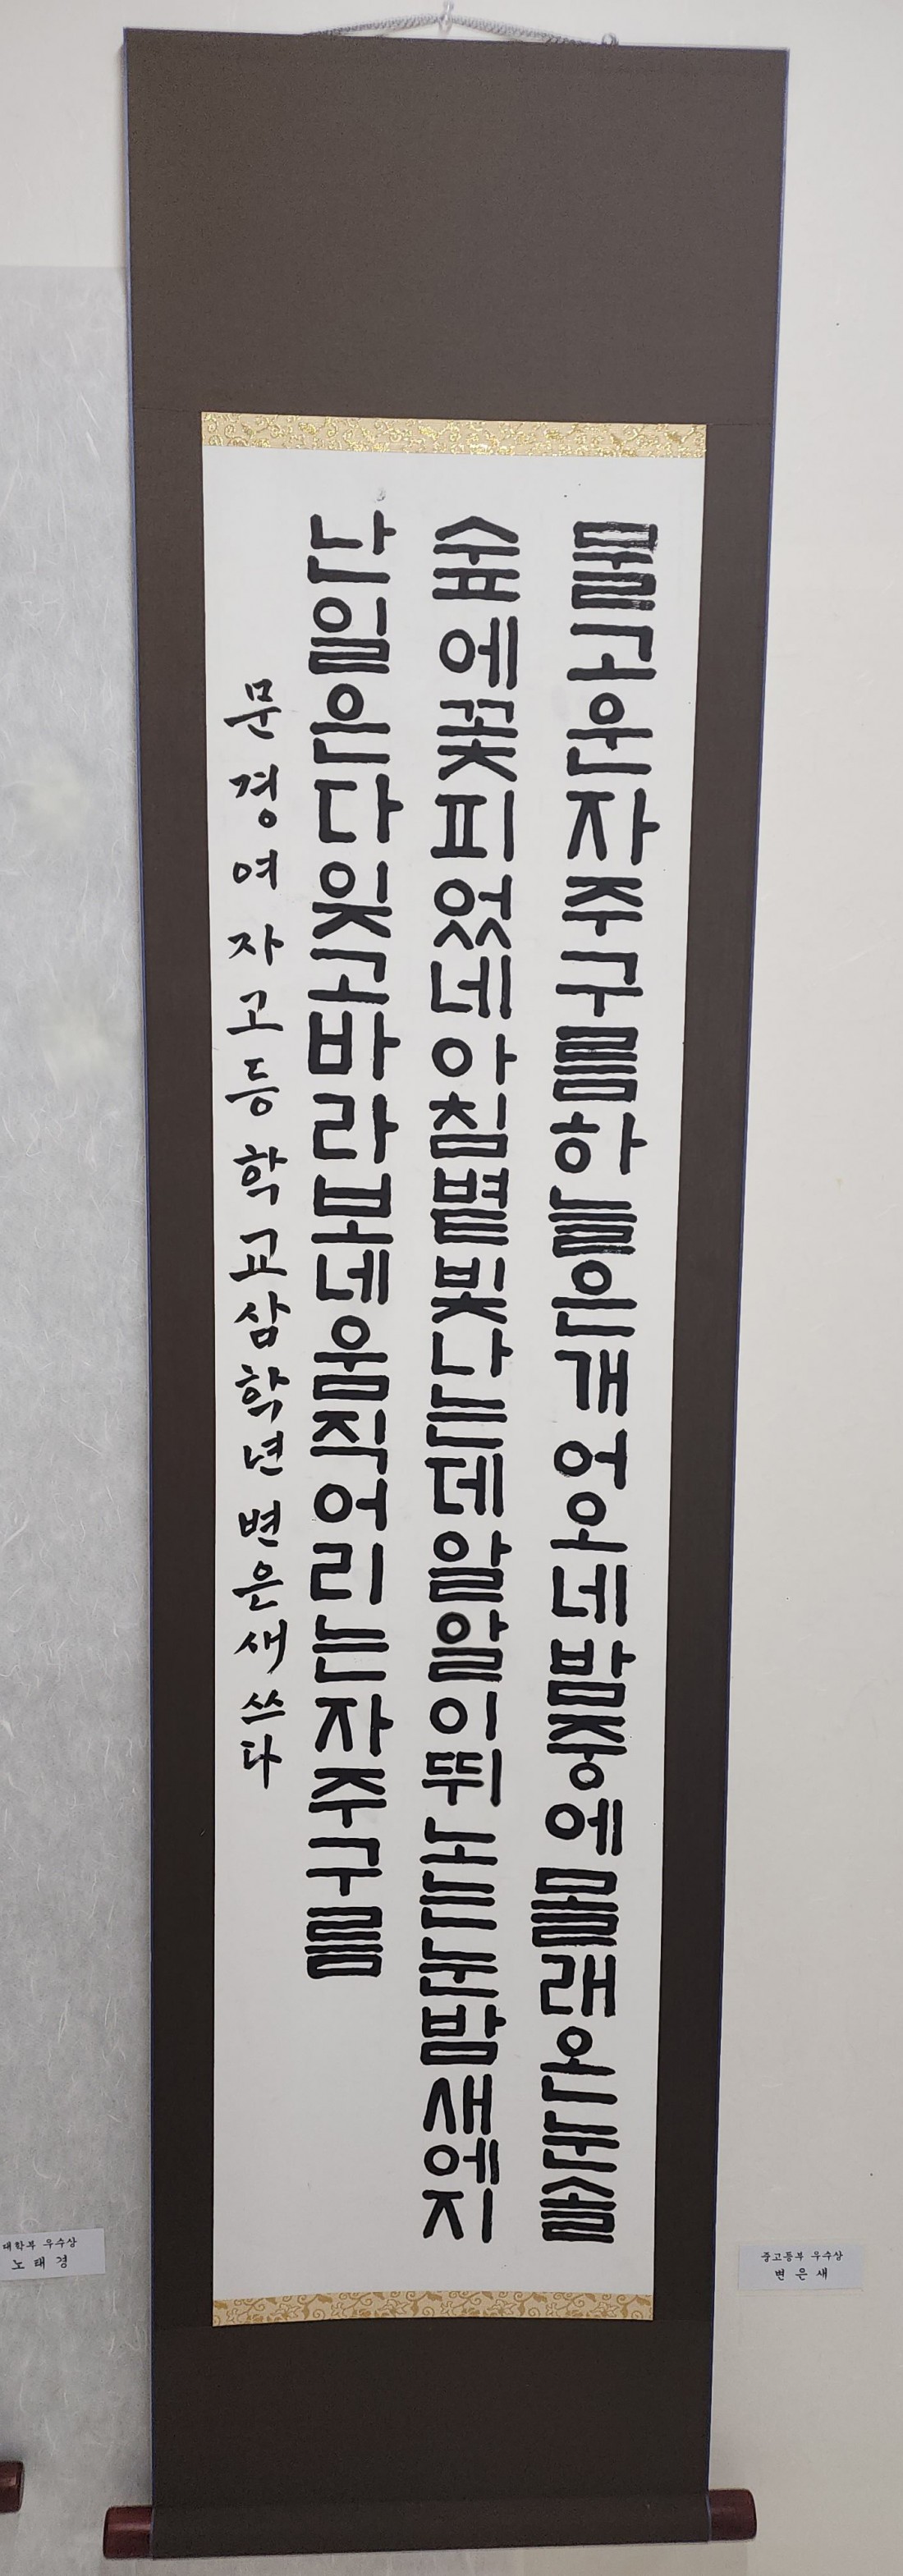 물고운자주구름하늘은개어오네밤중에몰래온눈솔
숲에꽃피었네아침볕빛나는데알알이뛰노는눈밤새에지
난일은다잊고바라보네움직어리는자주구름
문경여자고등학교삼학년변은새쓰다
대학부 우수상
노태경
중고등부 우수상
변은새